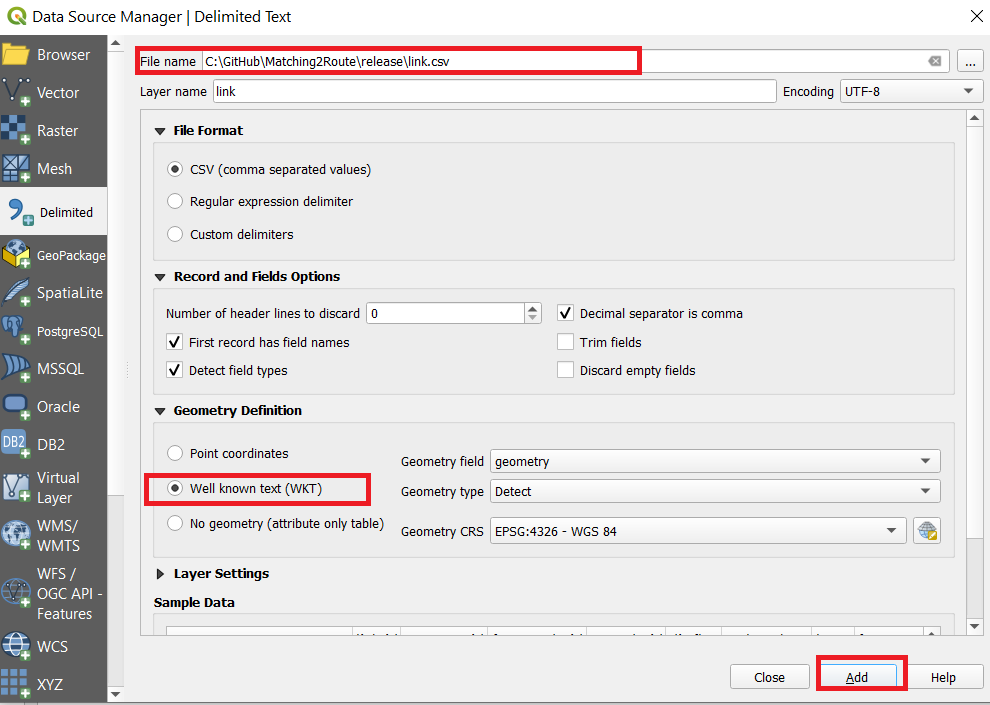 Data Source Manager | Delimited Text
Browser
Vector
Raster
Mesh
Delimited
GeoPackage
SpatiaLite
PostgreSQL
MSSQL
Oracle
DB2
DB2
Virtual
Layer
WMS/
WMTS
WFS /
OGC API -
Features
WCS
XYZ
File name C:\GitHub\Matching2Route\release\link.csv ...
Layer name link Encoding UTF-8
File Format
CSV (comma separated values)
Regular expression delimiter
Custom delimiters
Record and Fields Options
Number of header lines to discard 0 Decimal separator is comma
First record has field names Trim fields
Detect field types Discard empty fields
Geometry Definition
Point coordinates
Geometry field geometry
Well known text (WKT)
Geometry type Detect
No geometry (attribute only table)
Geometry CRS EPSG:4326 - WGS 84
Layer Settings
Sample Data
Close Add Help